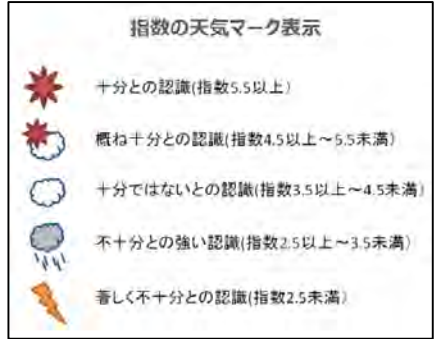 指数の天気マーク表示
十分との認識(指数5.5以上)
概ね十分との認識(指数4.5以上～5.5未満)
十分ではないとの認識(指数3.5以上～4.5未満)
不十分との強い認識(指数2.5以上～3.5未満)
著しく不十分との認識(指数2.5未満)